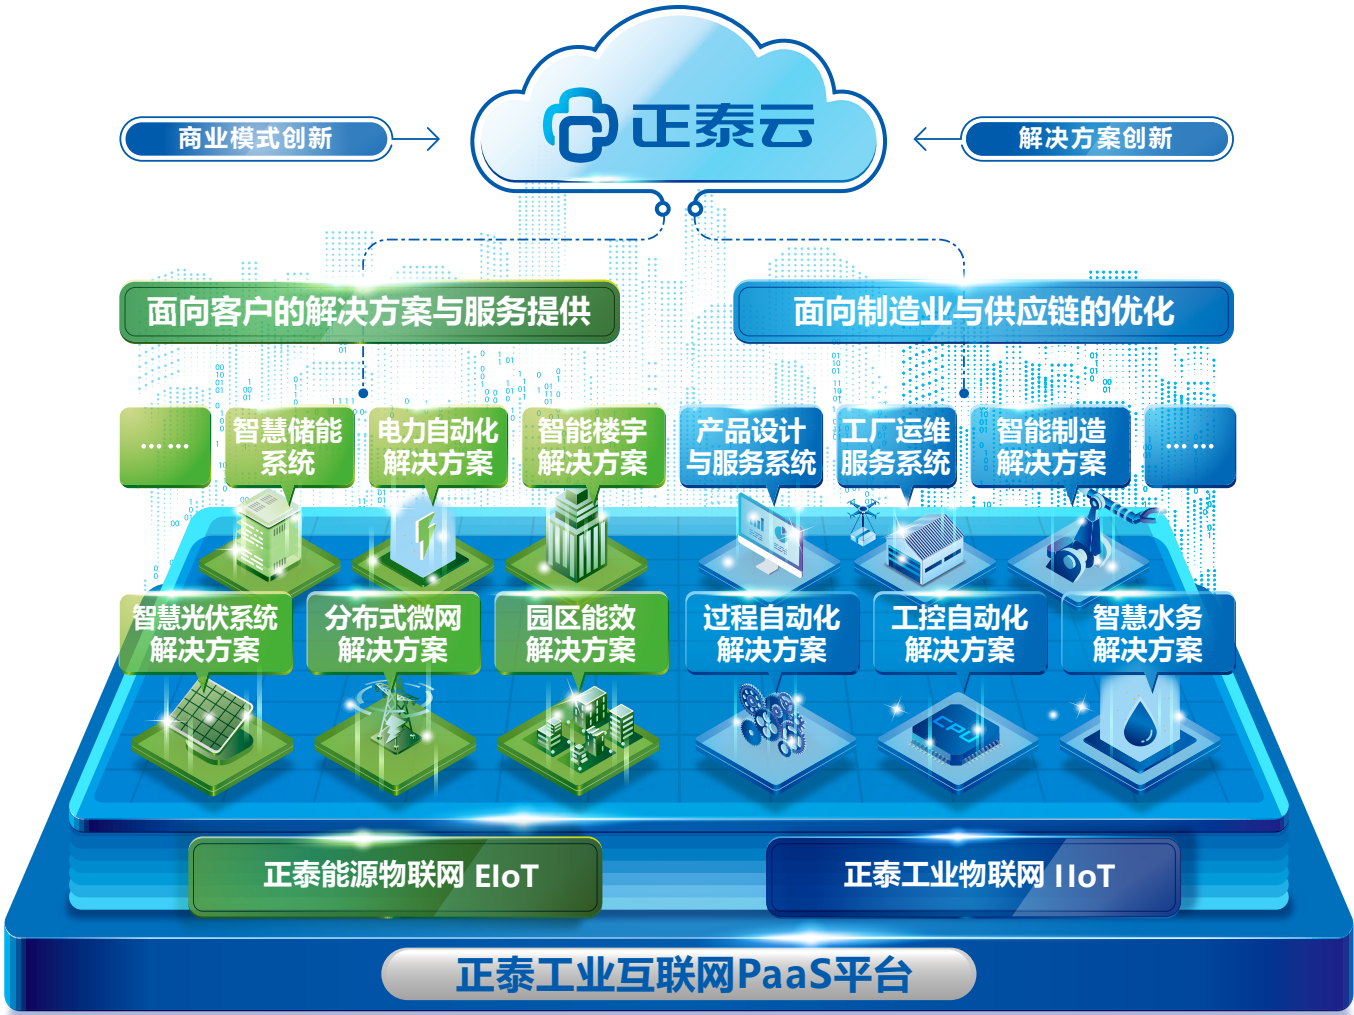 正泰云
商业模式创新
解决方案创新
面向客户的解决方案与服务提供
面向制造业与供应链的优化
……
智慧储能
系统
电力自动化
解决方案
智能楼宇
解决方案
产品设计
与服务系统
工厂运维
服务系统
智能制造
解决方案
……
智慧光伏系统
解决方案
分布式微网
解决方案
园区能效
解决方案
过程自动化
解决方案
工控自动化
解决方案
智慧水务
解决方案
CPU
正泰能源物联网 EIoT
正泰工业物联网 IIoT
正泰工业互联网PaaS平台